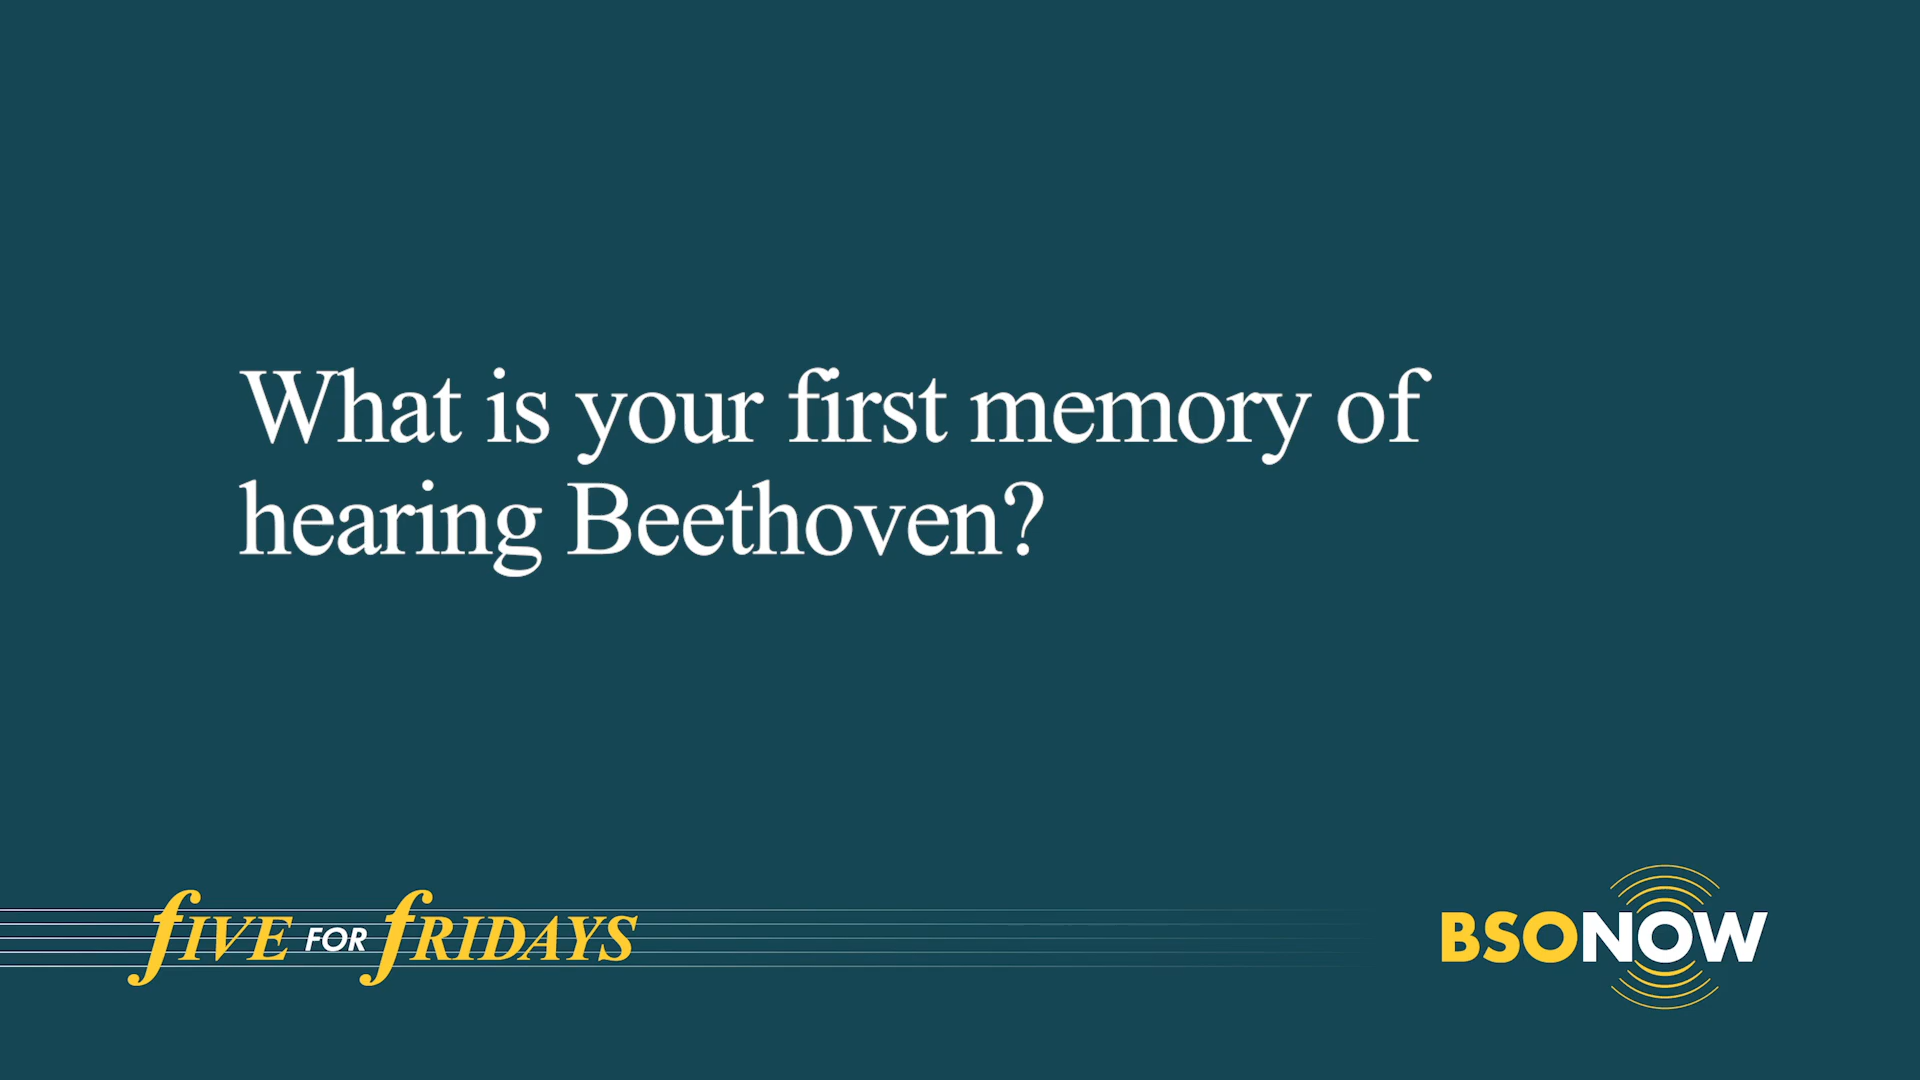 What is your first memory of
hearing Beethoven?
fIVE FOR fRIDAYS
BSONOW